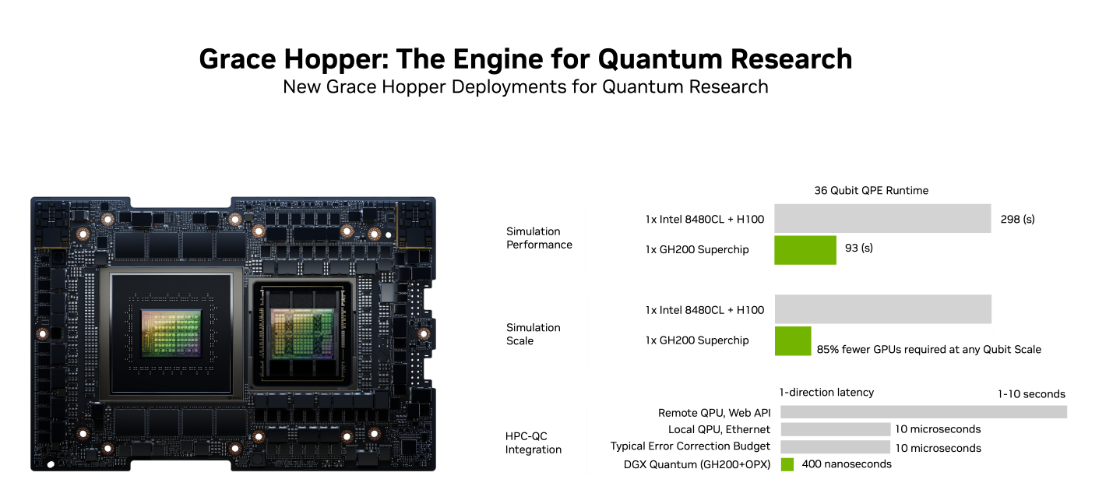 Grace Hopper: The Engine for Quantum Research
New Grace Hopper Deployments for Quantum Research
36 Qubit QPE Runtime
Simulation
Performance
1x Intel 8480CL + H100
298 (s)
1x GH200 Superchip
93 (s)
Simulation
Scale
1x Intel 8480CL + H100
1x GH200 Superchip
85% fewer GPUs required at any Qubit Scale
HPC-QC
Integration
1-direction latency
1-10 seconds
Remote QPU, Web API
Local QPU, Ethernet
10 microseconds
Typical Error Correction Budget
10 microseconds
DGX Quantum (GH200+OPX)
400 nanoseconds